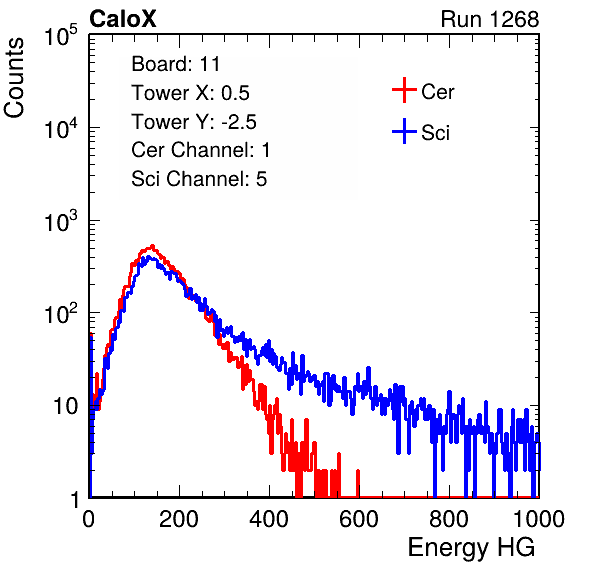 CaloX Run 1268
Counts
10^5
10^4
10^3
10^2
10
1
Board: 11
Tower X: 0.5
Tower Y: -2.5
Cer Channel: 1
Sci Channel: 5
Cer
Sci
0 200 400 600 800 1000
Energy HG